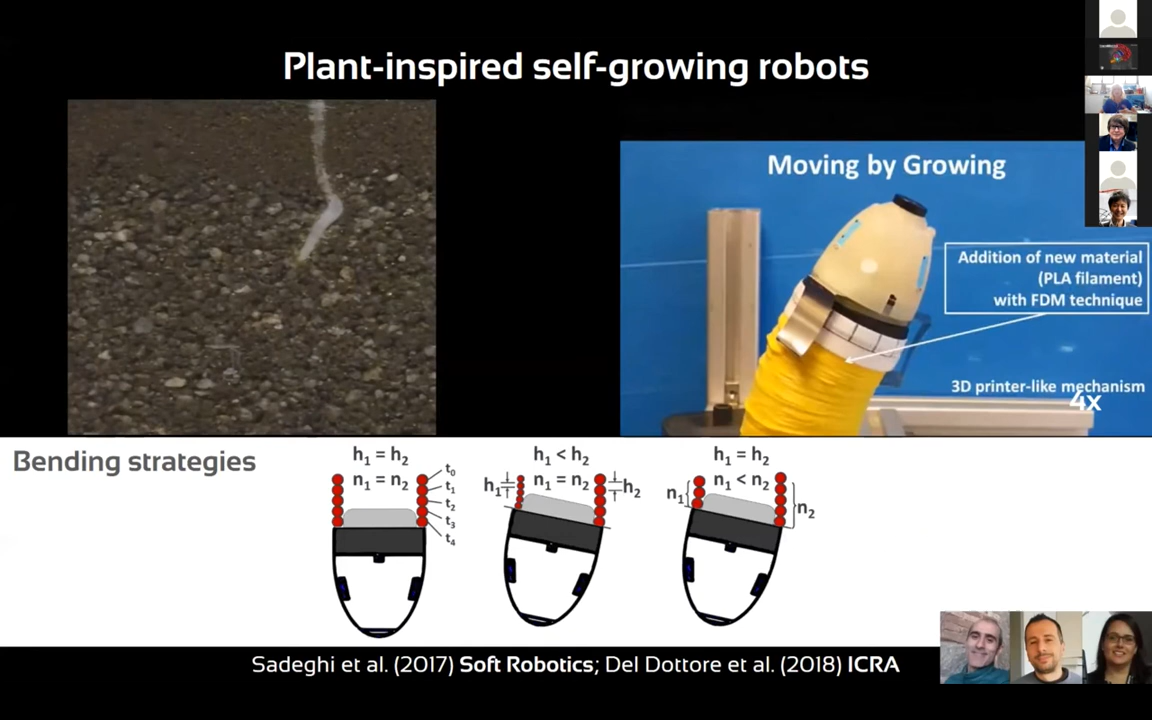 Plant-inspired self-growing robots
Moving by Growing
Addition of new material
(PLA filament)
with FDM technique
3D printer-like mechanism
4x
Bending strategies
h₁ = h₂
n₁ = n₂
t₀
t₁
t₂
t₃
t₄
h₁ < h₂
n₁ = n₂
h₁
h₂
h₁ = h₂
n₁ < n₂
n₁
n₂
Sadeghi et al. (2017) Soft Robotics; Del Dottore et al. (2018) ICRA